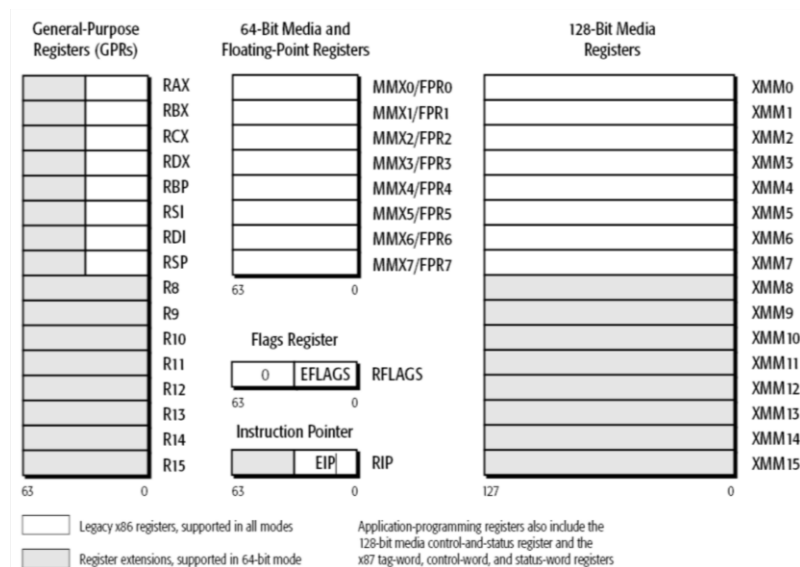 General-Purpose
Registers (GPRs)
RAX
RBX
RCX
RDX
RBP
RSI
RDI
RSP
R8
R9
R10
R11
R12
R13
R14
R15
63 0
64-Bit Media and
Floating-Point Registers
MMX0/FPR0
MMX1/FPR1
MMX2/FPR2
MMX3/FPR3
MMX4/FPR4
MMX5/FPR5
MMX6/FPR6
MMX7/FPR7
63 0
Flags Register
0 EFLAGS RFLAGS
63 0
Instruction Pointer
EIP RIP
63 0
128-Bit Media
Registers
XMM0
XMM1
XMM2
XMM3
XMM4
XMM5
XMM6
XMM7
XMM8
XMM9
XMM10
XMM11
XMM12
XMM13
XMM14
XMM15
127 0
Legacy x86 registers, supported in all modes
Register extensions, supported in 64-bit mode
Application-programming registers also include the
128-bit media control-and-status register and the
x87 tag-word, control-word, and status-word registers